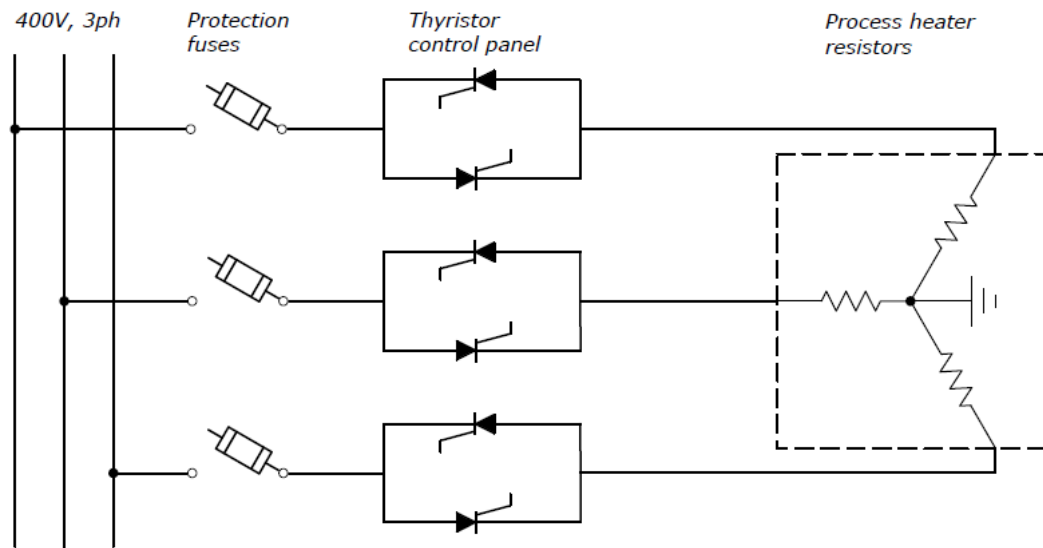 400V, 3ph
Protection
fuses
Thyristor
control panel
Process heater
resistors